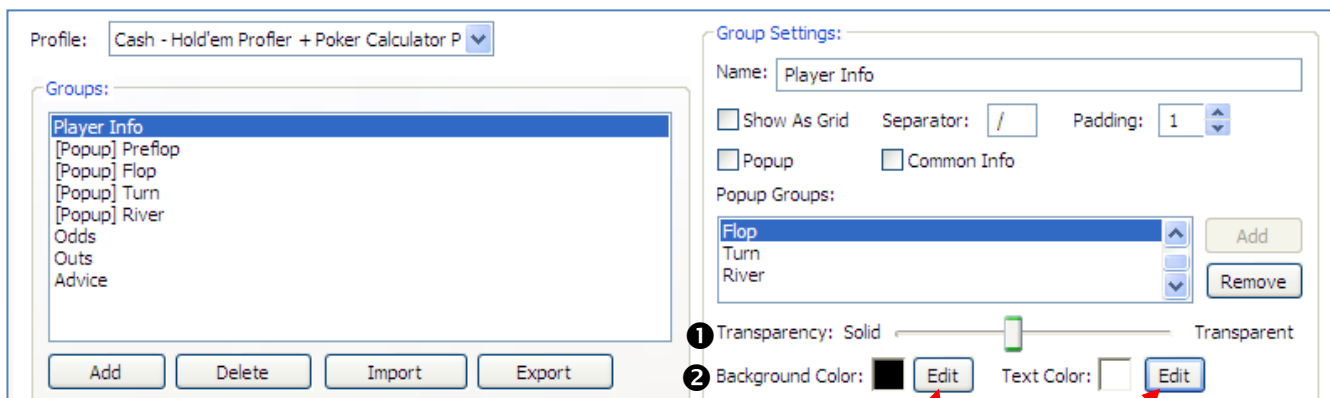 Profile: Cash - Hold'em Profler + Poker Calculator P
Groups:
Player Info
[Popup] Preflop
[Popup] Flop
[Popup] Turn
[Popup] River
Odds
Outs
Advice
Add Delete Import Export
Group Settings:
Name: Player Info
Show As Grid Separator: / Padding: 1
Popup Common Info
Popup Groups:
Flop
Turn
River
Add
Remove
❶ Transparency: Solid Transparent
❷ Background Color: Edit Text Color: Edit